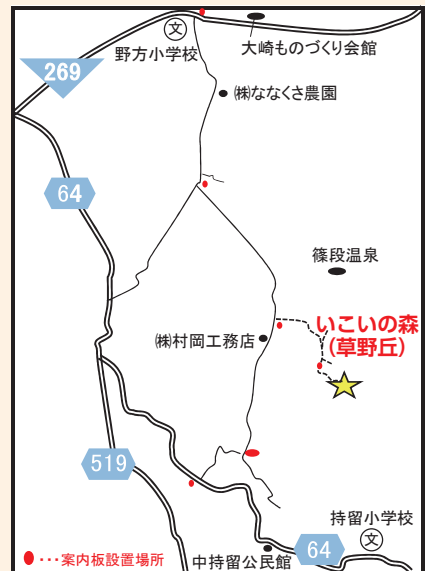 文
野方小学校
大崎ものづくり会館
269
㈱ななくさ農園
64
篠段温泉
いこいの森
(草野丘)
㈱村岡工務店
519
持留小学校
文
64
中持留公民館
･･･案内板設置場所